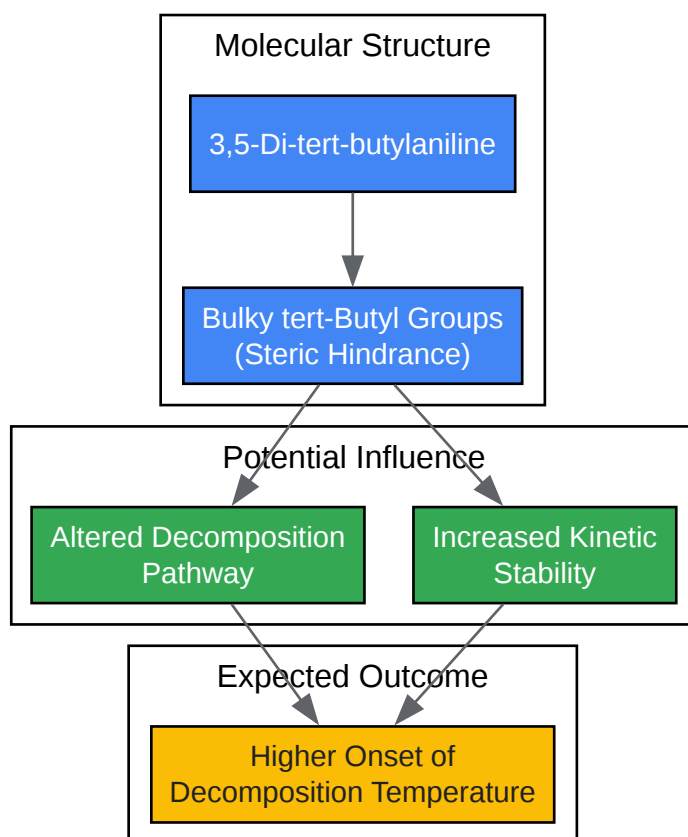 Molecular Structure
3,5-Di-tert-butylaniline
Bulky tert-Butyl Groups
(Steric Hindrance)
Potential Influence
Altered Decomposition
Pathway
Increased Kinetic
Stability
Expected Outcome
Higher Onset of
Decomposition Temperature